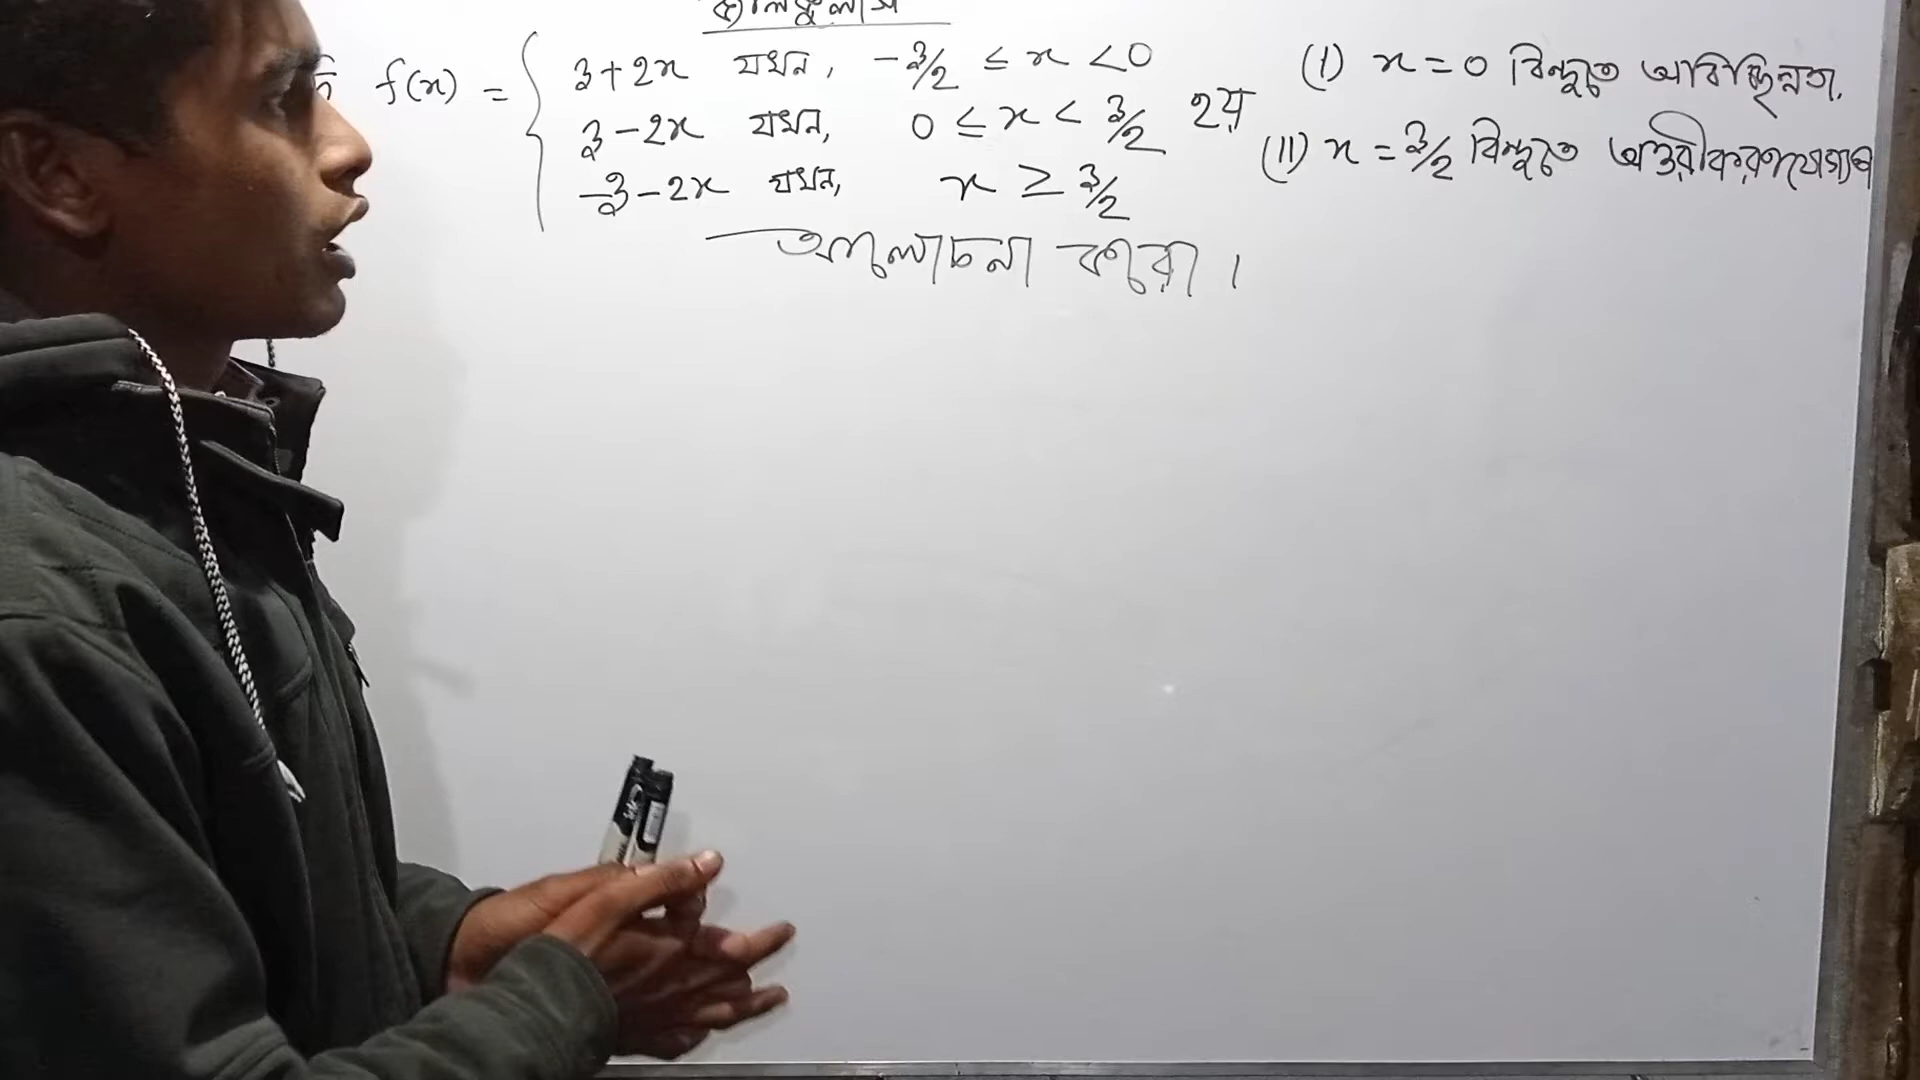 ক্যালকুলাস
f(x) = { 3+2x যখন, -3/2 ≤ x < 0
3-2x যখন, 0 ≤ x < 3/2 হয়
-3-2x যখন, x ≥ 3/2
(I) x = 0 বিন্দুতে অবিচ্ছিন্নতা,
(II) x = 3/2 বিন্দুতে অন্তরীকরণযোগ্যতা
আলোচনা করো।